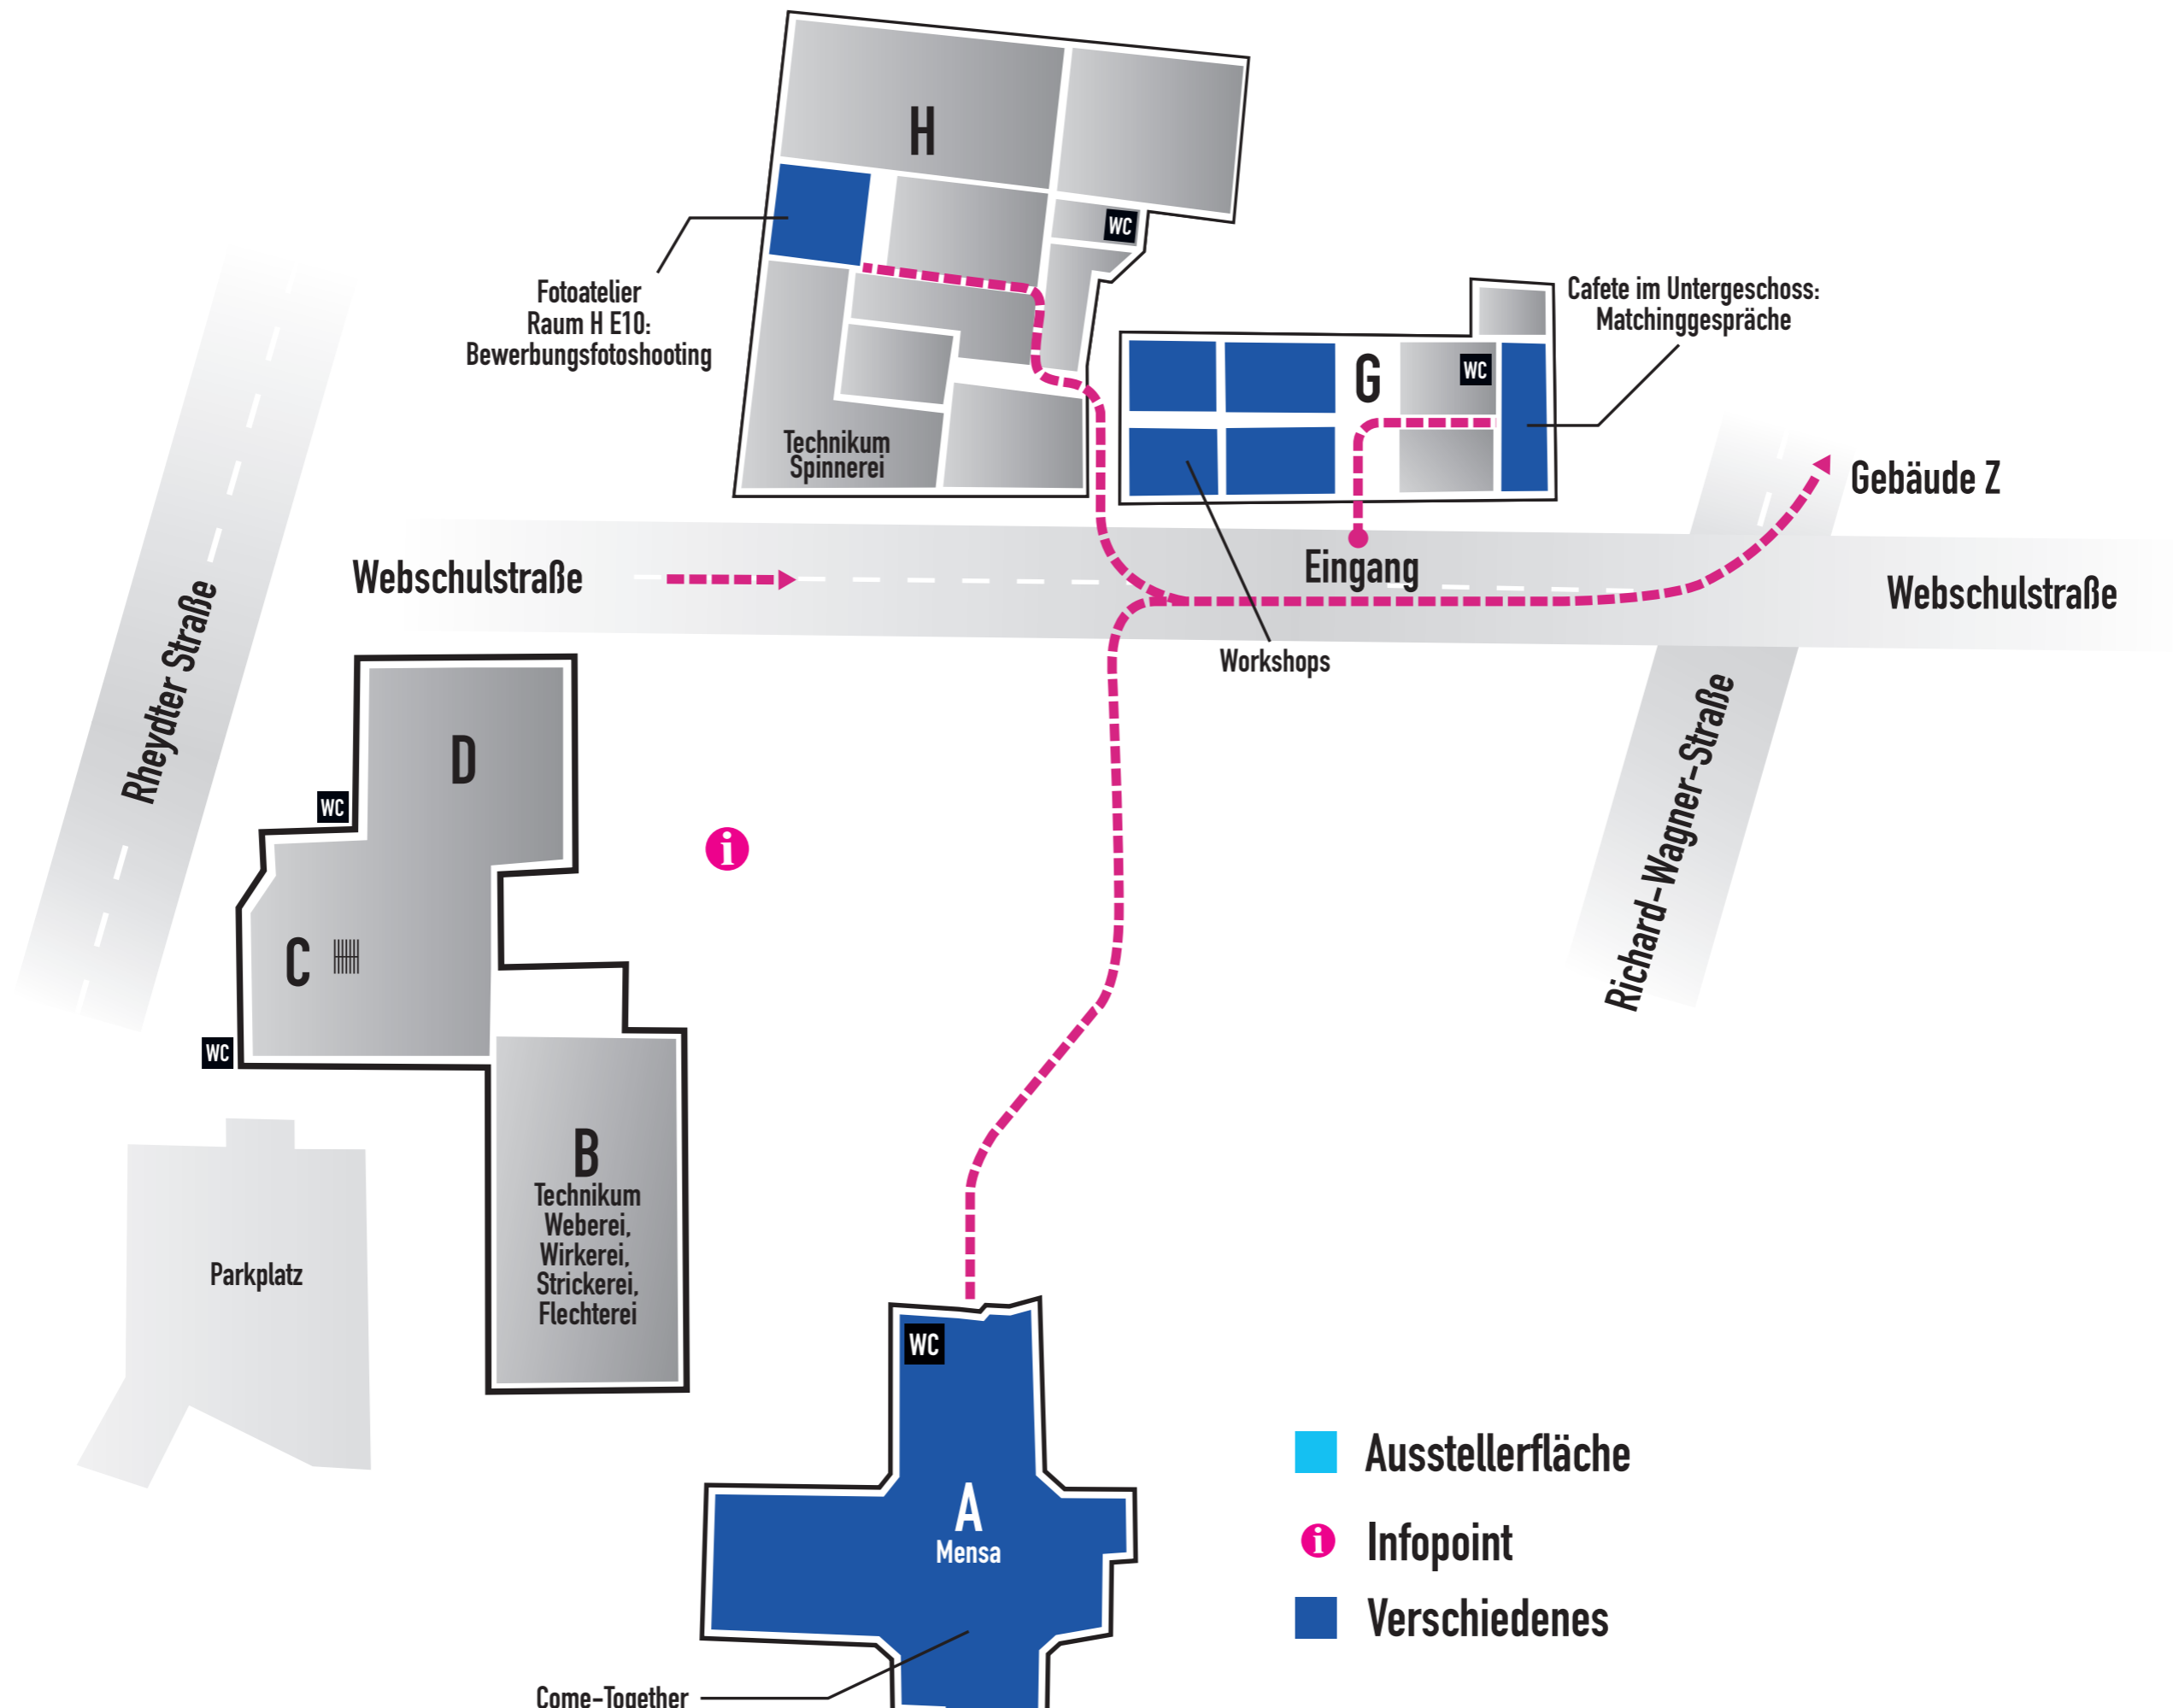 H
WC
Fotoatelier
Raum H E10:
Bewerbungsfotoshooting
Cafete im Untergeschoss:
Matchinggespräche
G
WC
Technikum
Spinnerei
Gebäude Z
Webschulstraße
Eingang
Webschulstraße
Workshops
Rheydter Straße
Richard-Wagner-Straße
D
WC
i
C
WC
B
Technikum
Weberei,
Wirkerei,
Strickerei,
Flechterei
Parkplatz
WC
A
Mensa
Ausstellerfläche
i Infopoint
Verschiedenes
Come-Together